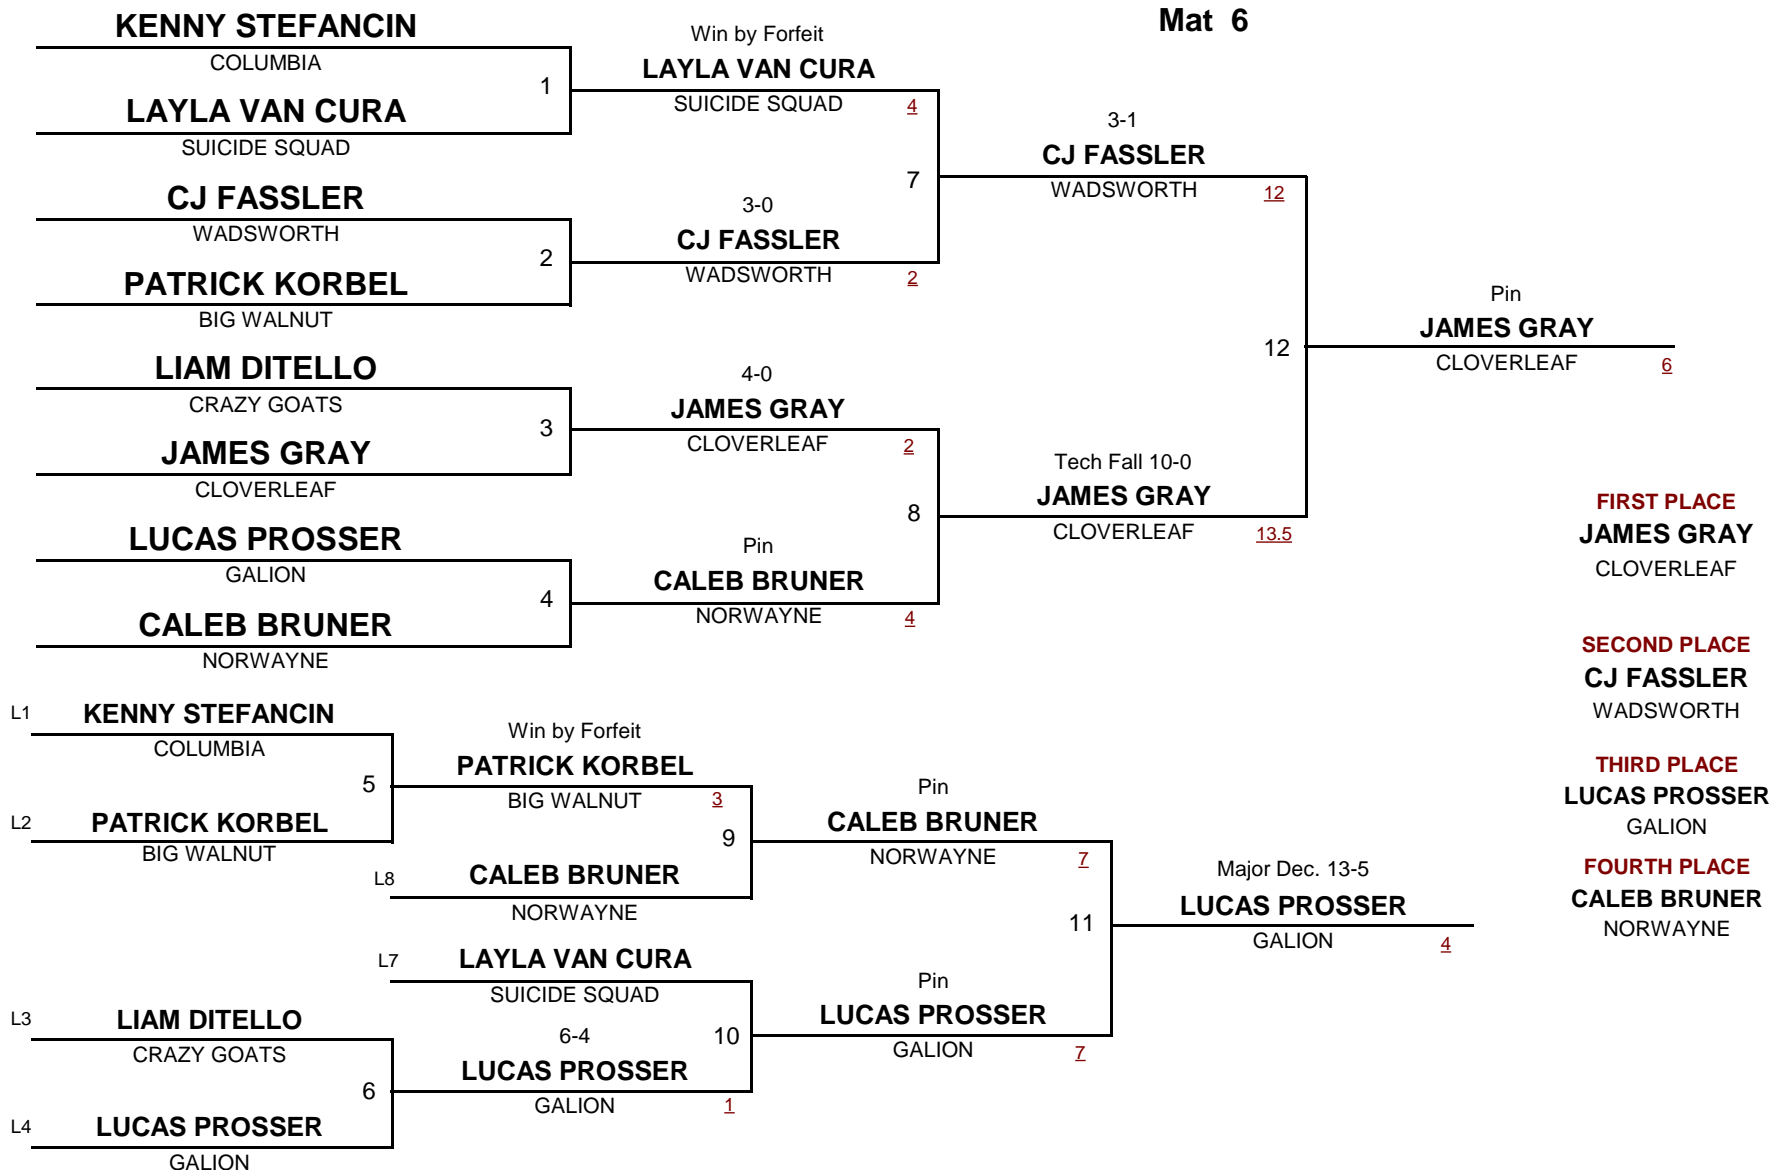 Mat 6
KENNY STEFANCIN
COLUMBIA
1
LAYLA VAN CURA
SUICIDE SQUAD
CJ FASSLER
WADSWORTH
2
PATRICK KORBEL
BIG WALNUT
LIAM DITELLO
CRAZY GOATS
3
JAMES GRAY
CLOVERLEAF
LUCAS PROSSER
GALION
4
CALEB BRUNER
NORWAYNE
Win by Forfeit
LAYLA VAN CURA
SUICIDE SQUAD 4
7
3-0
CJ FASSLER
WADSWORTH 2
4-0
JAMES GRAY
CLOVERLEAF 2
8
Pin
CALEB BRUNER
NORWAYNE 4
3-1
CJ FASSLER
WADSWORTH 12
12
Tech Fall 10-0
JAMES GRAY
CLOVERLEAF 13.5
Pin
JAMES GRAY
CLOVERLEAF 6
FIRST PLACE
JAMES GRAY
CLOVERLEAF
SECOND PLACE
CJ FASSLER
WADSWORTH
THIRD PLACE
LUCAS PROSSER
GALION
FOURTH PLACE
CALEB BRUNER
NORWAYNE
L1 KENNY STEFANCIN
COLUMBIA
5
L2 PATRICK KORBEL
BIG WALNUT
L3 LIAM DITELLO
CRAZY GOATS
6
L4 LUCAS PROSSER
GALION
Win by Forfeit
PATRICK KORBEL
BIG WALNUT 3
9
L8 CALEB BRUNER
NORWAYNE
L7 LAYLA VAN CURA
SUICIDE SQUAD
10
6-4
LUCAS PROSSER
GALION 1
Pin
CALEB BRUNER
NORWAYNE 7
11
Pin
LUCAS PROSSER
GALION 7
Major Dec. 13-5
LUCAS PROSSER
GALION 4